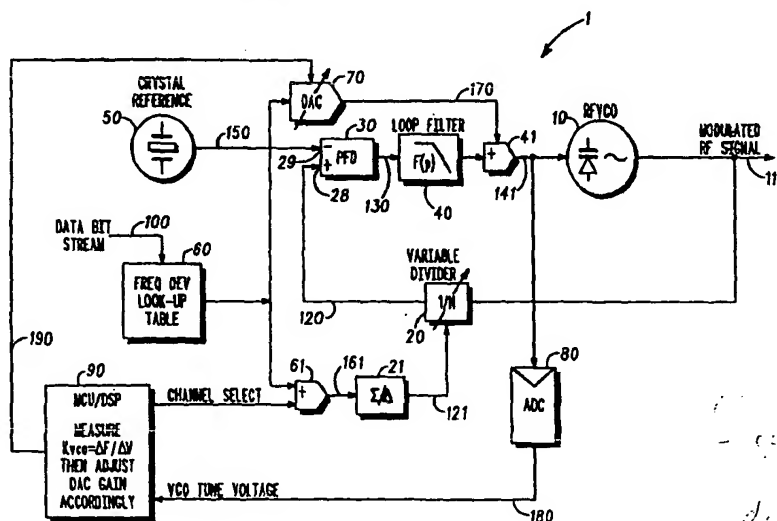 1
CRYSTAL
REFERENCE
50
150
70
DAC
170
30
29
28
-
+
PFD
130
LOOP FILTER
F(p)
40
+
41
141
10
RFVCO
MODULATED
RF SIGNAL
11
DATA BIT
STREAM
100
60
FREQ DEV
LOOK-UP
TABLE
VARIABLE
DIVIDER
1/N
20
120
190
90
MCU/DSP
MEASURE
Kvco=ΔF/ΔV
THEN ADJUST
DAC GAIN
ACCORDINGLY
CHANNEL SELECT
61
+
161
21
Σ/Δ
121
80
ADC
VCO TUNE VOLTAGE
180